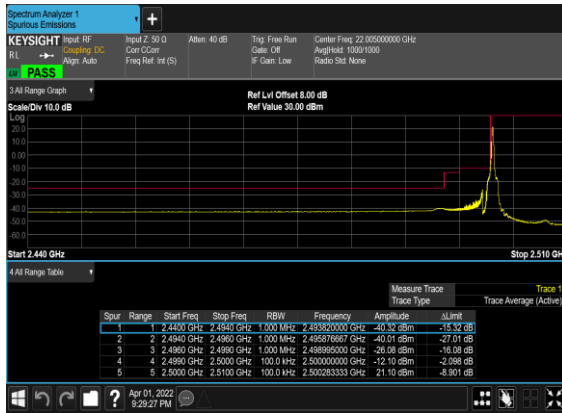 Spectrum Analyzer 1
Spurious Emissions
KEYSIGHT Input: RF Input Z: 50 Ω Atten: 40 dB Trig: Free Run Center Freq: 22.005000000 GHz
RL Coupling: DC Corr CCorr Gate: Off Avg|Hold: 1000/1000
Align: Auto Freq Ref: Int (S) IF Gain: Low Radio Std: None
PASS
3 All Range Graph
Ref Lvl Offset 8.00 dB
Scale/Div 10.0 dB Ref Value 30.00 dBm
Log
20.0
10.0
0.00
-10.0
-20.0
-30.0
-40.0
-50.0
-60.0
Start 2.440 GHz Stop 2.510 GH
4 All Range Table
Measure Trace Trace 1
Trace Type Trace Average (Active)
Spur Range Start Freq Stop Freq RBW Frequency Amplitude ΔLimit
1 1 2.4400 GHz 2.4940 GHz 1.000 MHz 2.493820000 GHz -40.32 dBm -15.32 dB
2 2 2.4940 GHz 2.4960 GHz 1.000 MHz 2.495876667 GHz -40.01 dBm -27.01 dB
3 3 2.4960 GHz 2.4990 GHz 1.000 MHz 2.498995000 GHz -26.08 dBm -16.08 dB
4 4 2.4990 GHz 2.5000 GHz 100.0 kHz 2.500000000 GHz -12.10 dBm -2.098 dB
5 5 2.5000 GHz 2.5100 GHz 100.0 kHz 2.500283333 GHz 21.10 dBm -8.901 dB
Apr 01, 2022
9:29:27 PM